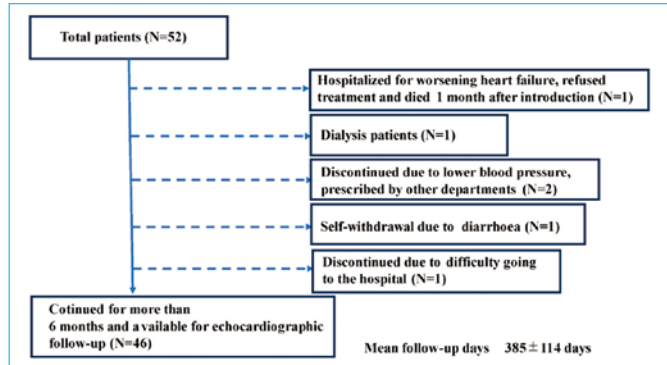 Total patients (N=52)
Hospitalized for worsening heart failure, refused
treatment and died 1 month after introduction (N=1)
Dialysis patients (N=1)
Discontinued due to lower blood pressure,
prescribed by other departments (N=2)
Self-withdrawal due to diarrhoea (N=1)
Discontinued due to difficulty going
to the hospital (N=1)
Cotinued for more than
6 months and available for echocardiographic
follow-up (N=46)
Mean follow-up days 385±114 days